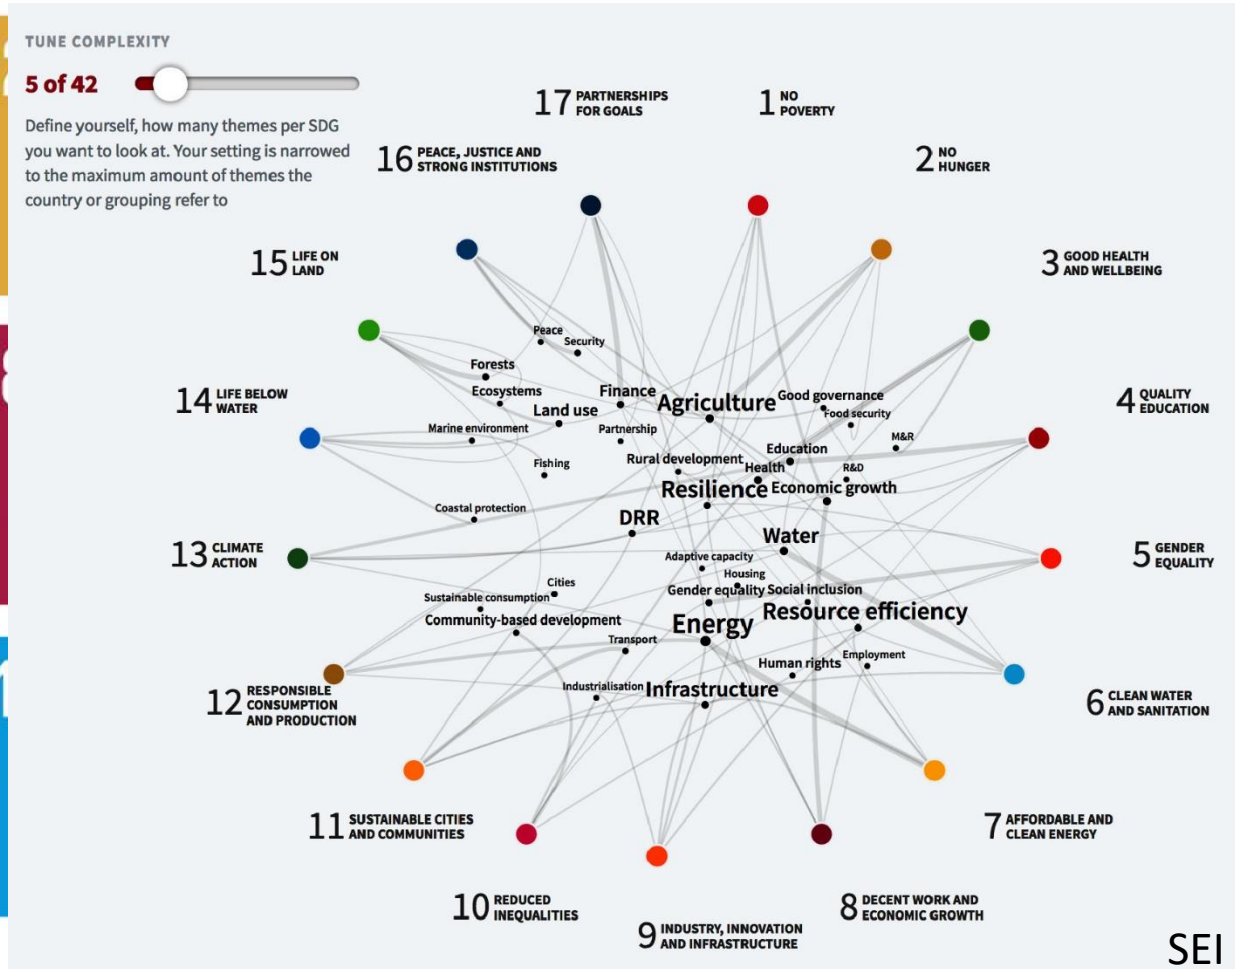 TUNE COMPLEXITY
5 of 42
Define yourself, how many themes per SDG
you want to look at. Your setting is narrowed
to the maximum amount of themes the
country or grouping refer to
17 PARTNERSHIPS
FOR GOALS
1 NO
POVERTY
16 PEACE, JUSTICE AND
STRONG INSTITUTIONS
2 NO
HUNGER
15 LIFE ON
LAND
3 GOOD HEALTH
AND WELLBEING
14 LIFE BELOW
WATER
4 QUALITY
EDUCATION
13 CLIMATE
ACTION
5 GENDER
EQUALITY
12 RESPONSIBLE
CONSUMPTION
AND PRODUCTION
6 CLEAN WATER
AND SANITATION
11 SUSTAINABLE CITIES
AND COMMUNITIES
7 AFFORDABLE AND
CLEAN ENERGY
10 REDUCED
INEQUALITIES
8 DECENT WORK AND
ECONOMIC GROWTH
9 INDUSTRY, INNOVATION
AND INFRASTRUCTURE
Peace
Security
Forests
Ecosystems
Finance
Land use
Agriculture
Good governance
Food security
Marine environment
Partnership
M&R
Education
Fishing
Rural development
Health
R&D
Resilience
Economic growth
Coastal protection
DRR
Water
Adaptive capacity
Housing
Cities
Gender equality
Social inclusion
Sustainable consumption
Community-based development
Resource efficiency
Energy
Transport
Employment
Human rights
Industrialisation
Infrastructure
SEI